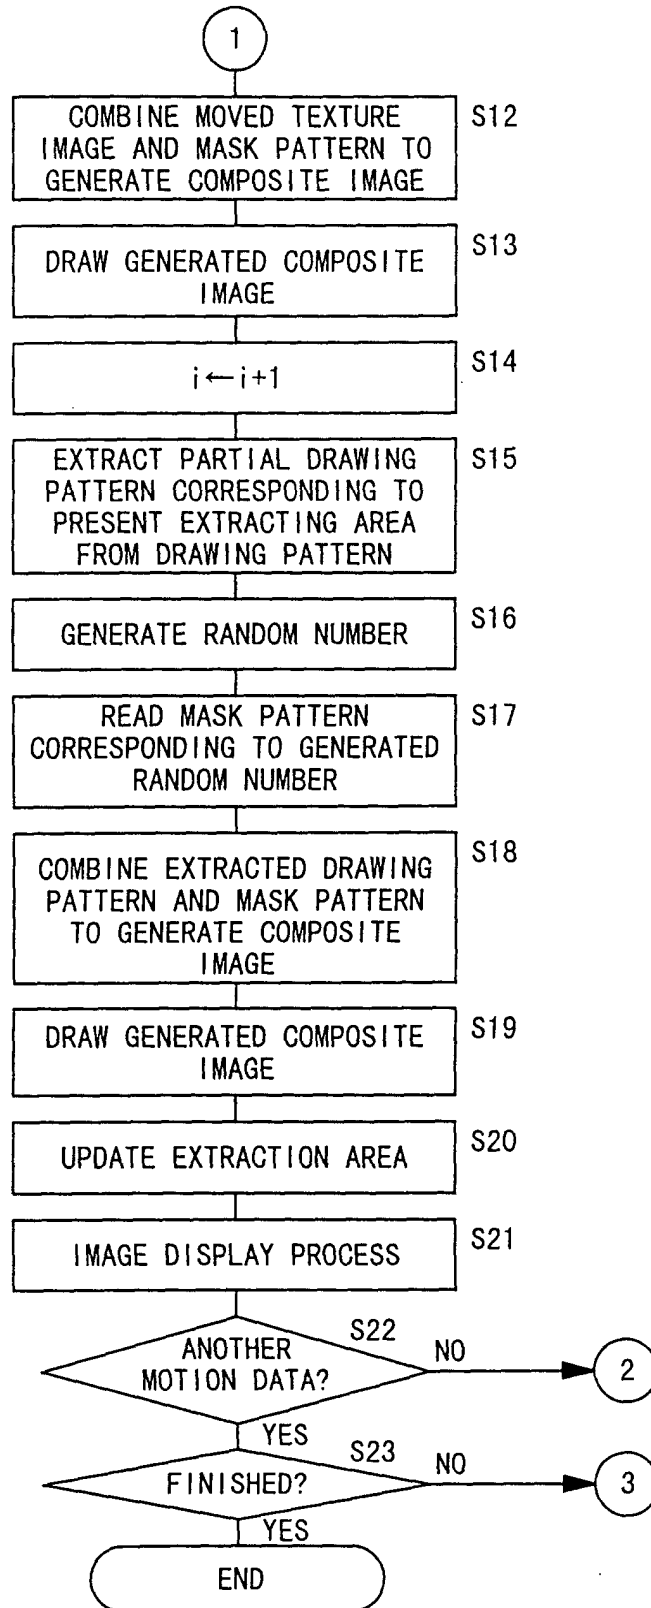 1
COMBINE MOVED TEXTURE
IMAGE AND MASK PATTERN TO
GENERATE COMPOSITE IMAGE
S12
DRAW GENERATED COMPOSITE
IMAGE
S13
i←i+1
S14
EXTRACT PARTIAL DRAWING
PATTERN CORRESPONDING TO
PRESENT EXTRACTING AREA
FROM DRAWING PATTERN
S15
GENERATE RANDOM NUMBER
S16
READ MASK PATTERN
CORRESPONDING TO GENERATED
RANDOM NUMBER
S17
COMBINE EXTRACTED DRAWING
PATTERN AND MASK PATTERN
TO GENERATE COMPOSITE
IMAGE
S18
DRAW GENERATED COMPOSITE
IMAGE
S19
UPDATE EXTRACTION AREA
S20
IMAGE DISPLAY PROCESS
S21
ANOTHER
MOTION DATA?
S22
NO
2
YES
FINISHED?
S23
NO
3
YES
END